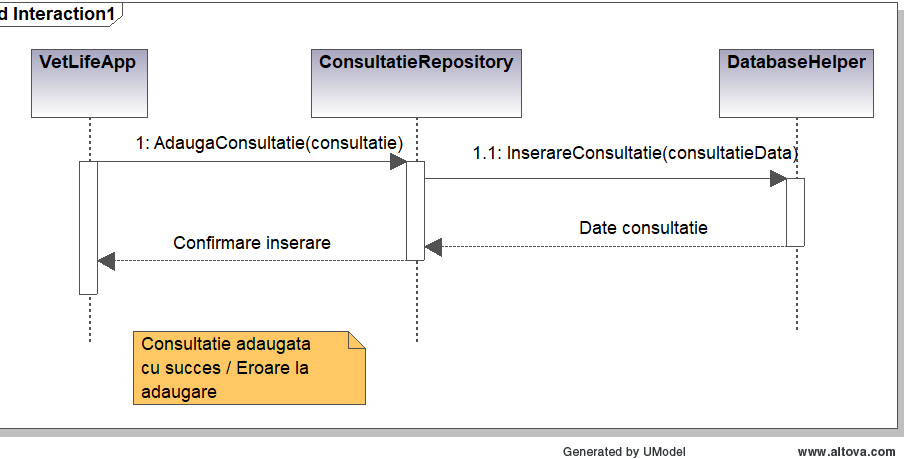 d Interaction1
VetLifeApp
ConsultatieRepository
DatabaseHelper
1: AdaugaConsultatie(consultatie)
1.1: InserareConsultatie(consultatieData)
Date consultatie
Confirmare inserare
Consultatie adaugata
cu succes / Eroare la
adaugare
Generated by UModel
www.altova.com